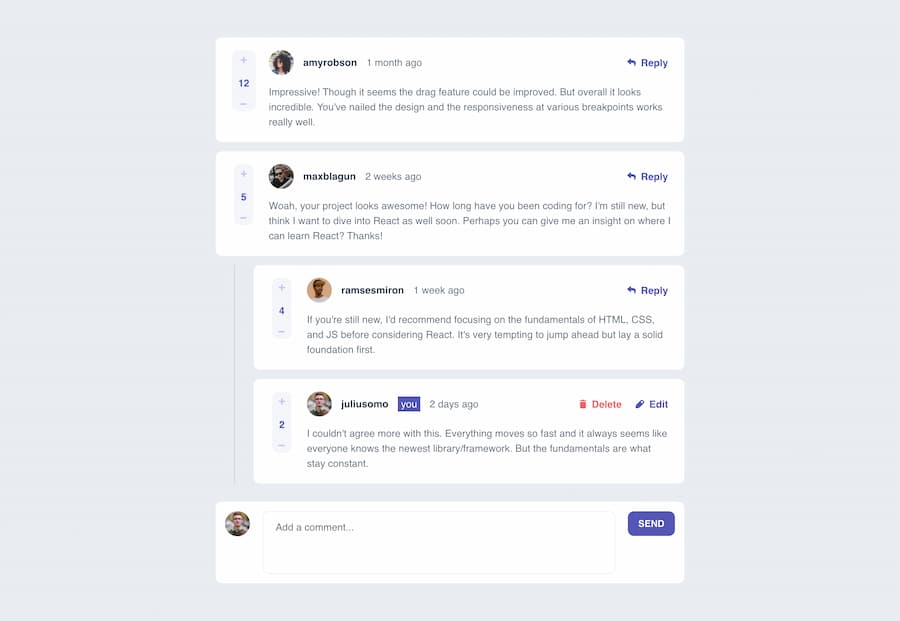 +
12
–
amyrobson 1 month ago Reply
Impressive! Though it seems the drag feature could be improved. But overall it looks
incredible. You've nailed the design and the responsiveness at various breakpoints works
really well.
+
5
–
maxblagun 2 weeks ago Reply
Woah, your project looks awesome! How long have you been coding for? I'm still new, but
think I want to dive into React as well soon. Perhaps you can give me an insight on where I
can learn React? Thanks!
+
4
–
ramsesmiron 1 week ago Reply
If you're still new, I'd recommend focusing on the fundamentals of HTML, CSS,
and JS before considering React. It's very tempting to jump ahead but lay a solid
foundation first.
+
2
–
juliusomo you 2 days ago Delete Edit
I couldn't agree more with this. Everything moves so fast and it always seems like
everyone knows the newest library/framework. But the fundamentals are what
stay constant.
Add a comment...
SEND